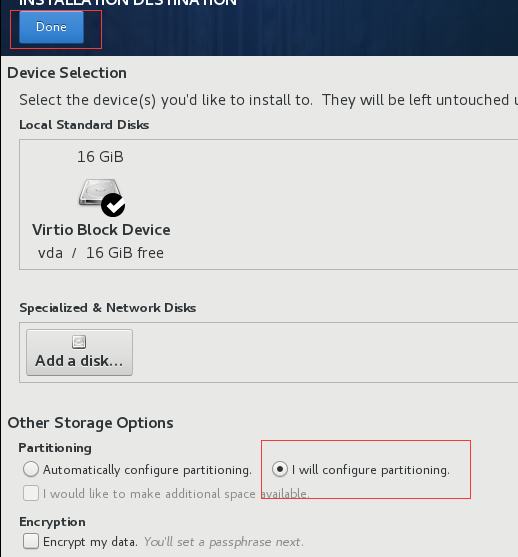 INSTALLATION DESTINATION
Done
Device Selection
Select the device(s) you'd like to install to. They will be left untouched u
Local Standard Disks
16 GiB
Virtio Block Device
vda / 16 GiB free
Specialized & Network Disks
Add a disk...
Other Storage Options
Partitioning
Automatically configure partitioning. I will configure partitioning.
I would like to make additional space available.
Encryption
Encrypt my data. You'll set a passphrase next.